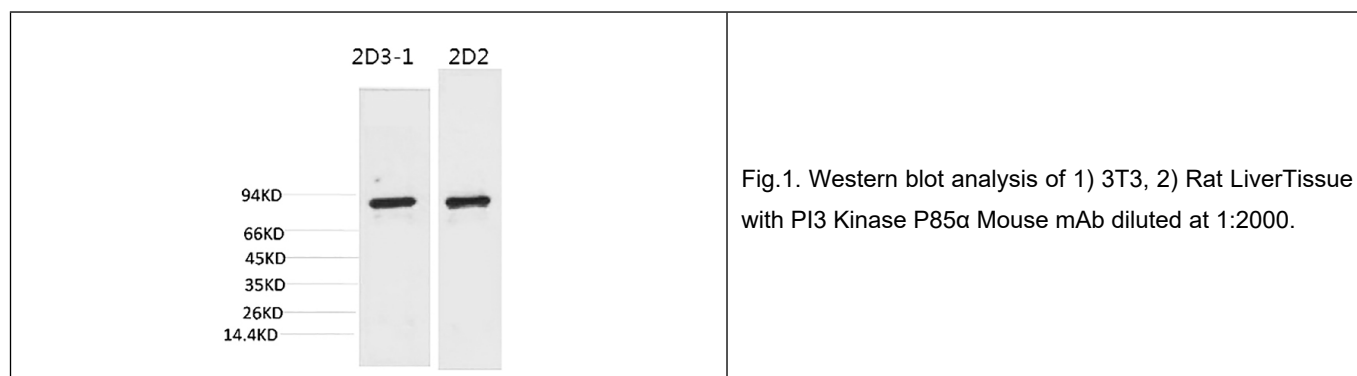 2D3-1 2D2
94KD
66KD
45KD
35KD
26KD
14.4KD
Fig.1. Western blot analysis of 1) 3T3, 2) Rat LiverTissue
with PI3 Kinase P85α Mouse mAb diluted at 1:2000.